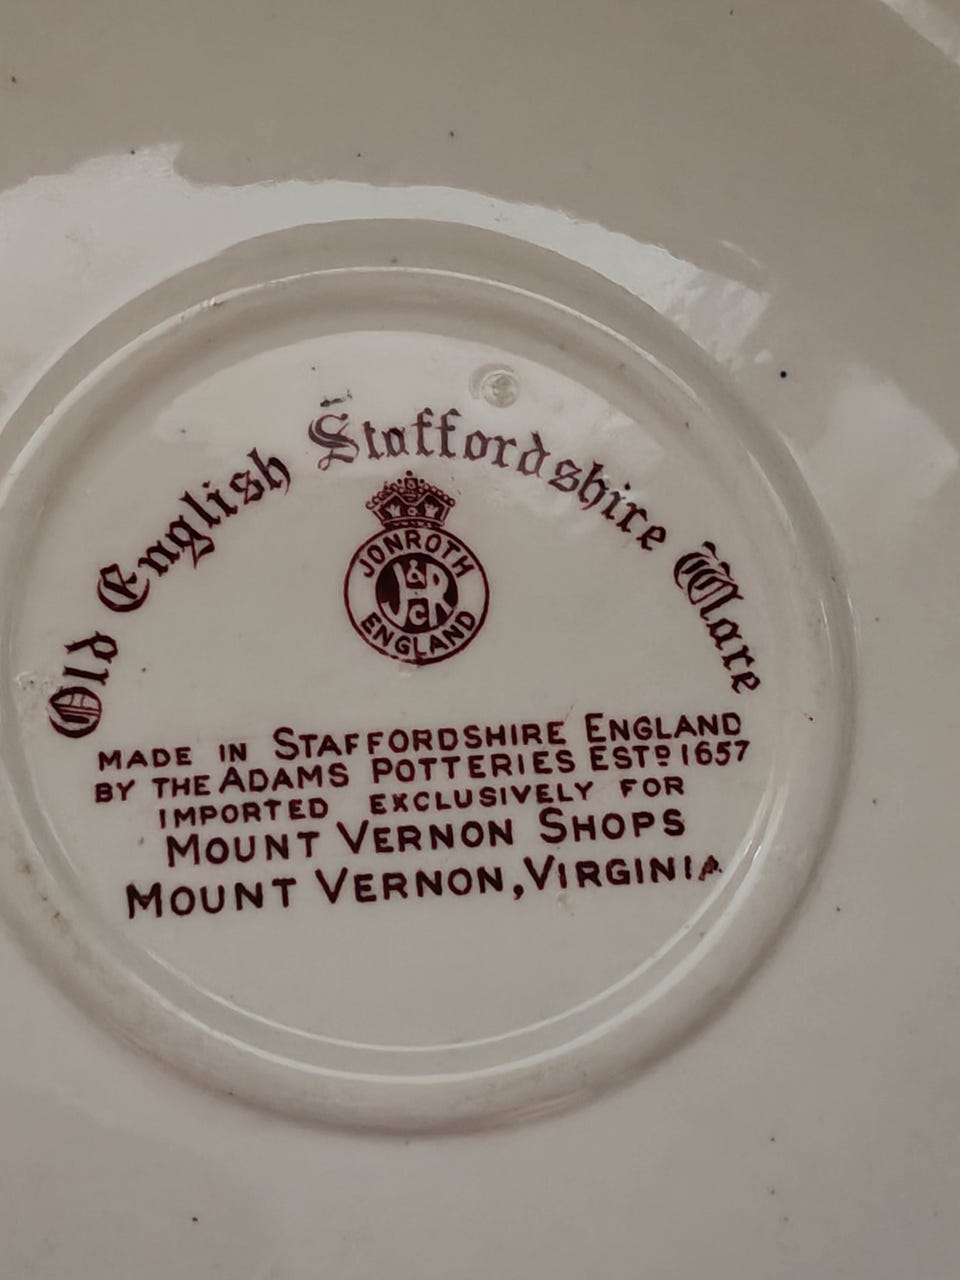 Old English Staffordshire Ware
JONROTH
J&R
Co
ENGLAND
MADE IN STAFFORDSHIRE ENGLAND
BY THE ADAMS POTTERIES ESTD 1657
IMPORTED EXCLUSIVELY FOR
MOUNT VERNON SHOPS
MOUNT VERNON, VIRGINIA